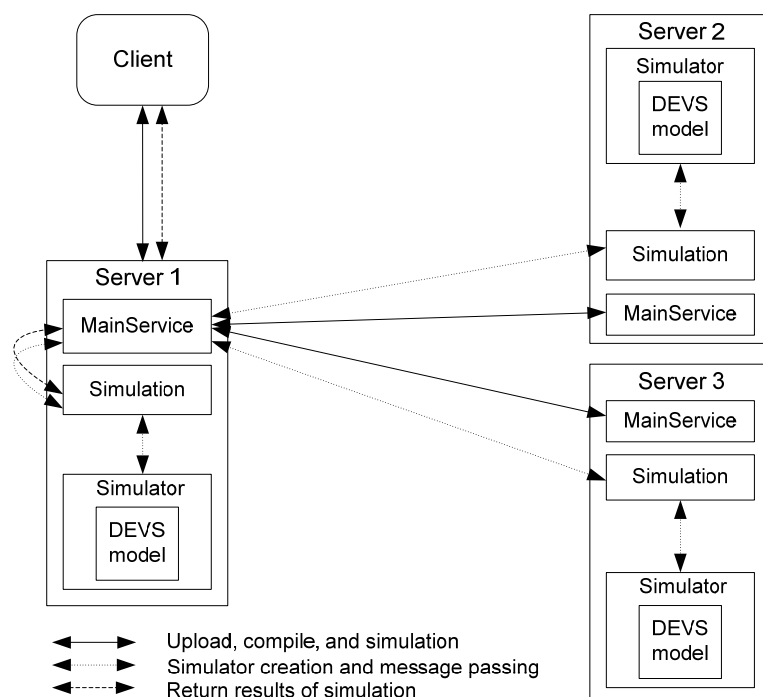 Client
Server 1
MainService
Simulation
Simulator
DEVS
model
Server 2
Simulator
DEVS
model
Simulation
MainService
Server 3
MainService
Simulation
Simulator
DEVS
model
Upload, compile, and simulation
Simulator creation and message passing
Return results of simulation